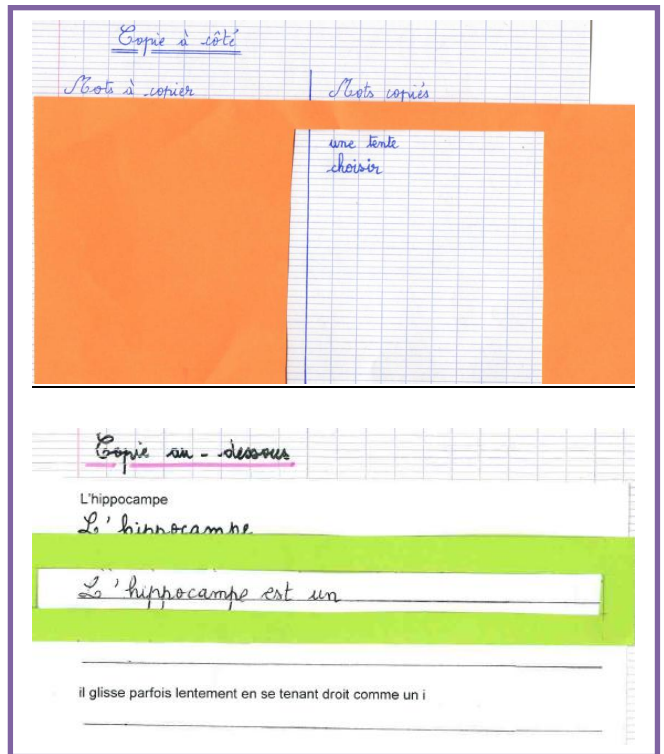 Copie à côté
Mots à copier
Mots copiés
une tente
choisir
Copie au-dessous
L'hippocampe
L'hippocampe
L'hippocampe est un
il glisse parfois lentement en se tenant droit comme un i